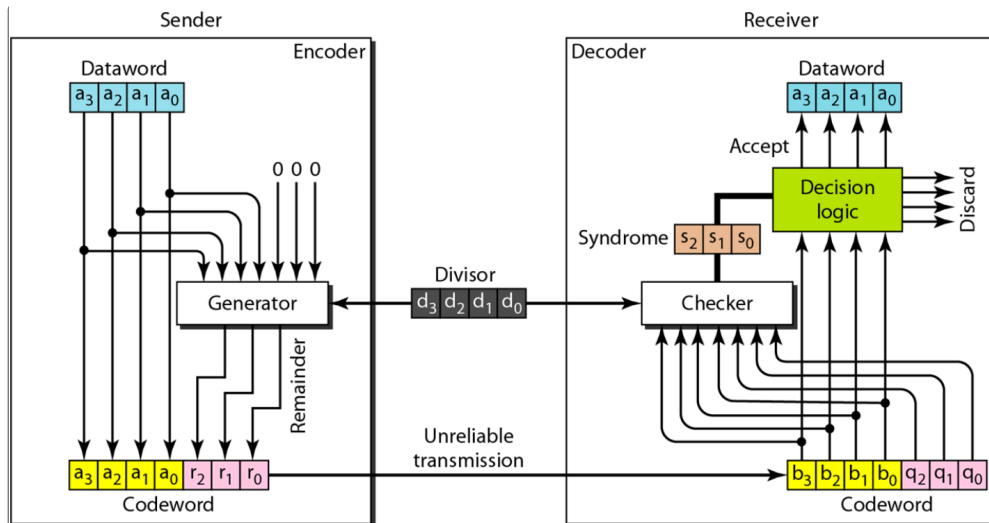 Sender
Receiver
Encoder
Decoder
Dataword
a3 a2 a1 a0
0 0 0
Generator
Remainder
a3 a2 a1 a0 r2 r1 r0
Codeword
Divisor
d3 d2 d1 d0
Unreliable
transmission
Dataword
a3 a2 a1 a0
Accept
Decision
logic
Discard
Syndrome
s2 s1 s0
Checker
b3 b2 b1 b0 q2 q1 q0
Codeword